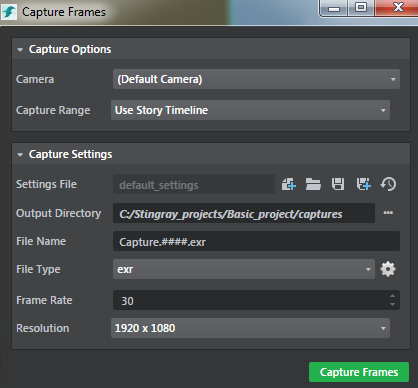 Capture Frames
Capture Options
Camera (Default Camera)
Capture Range Use Story Timeline
Capture Settings
Settings File default_settings
Output Directory C:/Stingray_projects/Basic_project/captures
File Name Capture.####.exr
File Type exr
Frame Rate 30
Resolution 1920 x 1080
Capture Frames